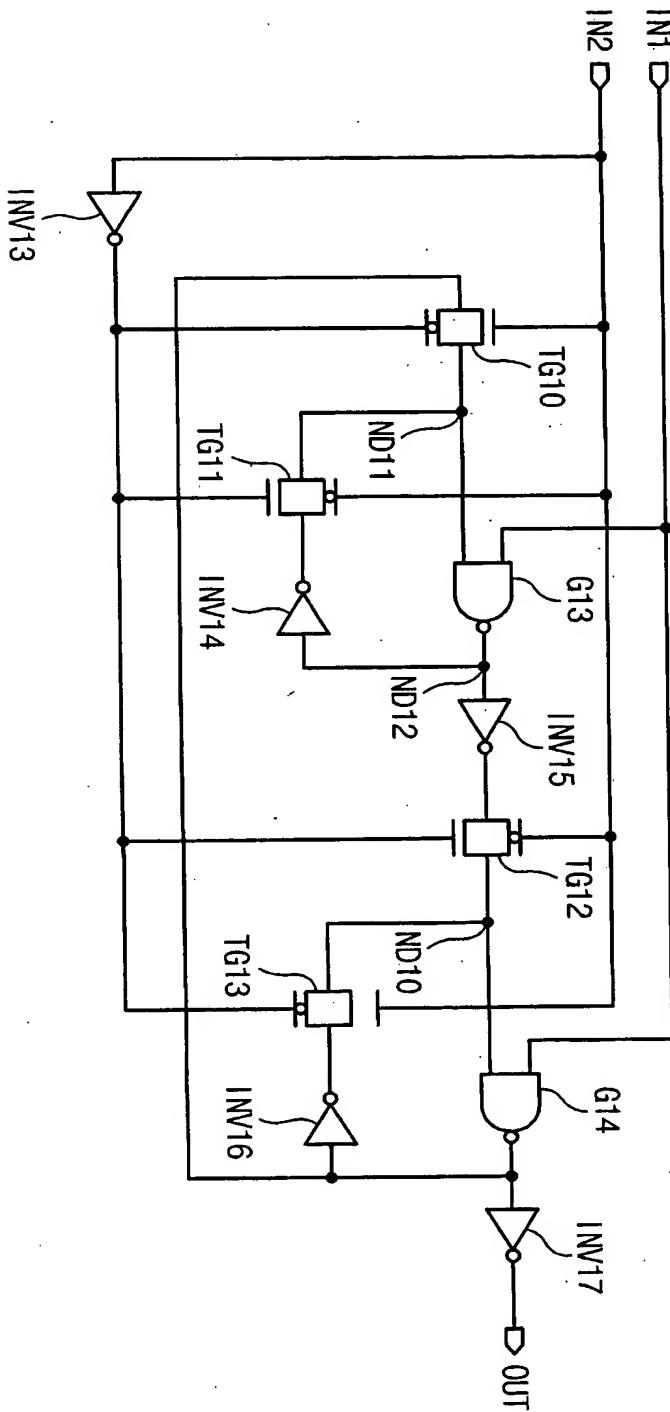 IN1
IN2
INV13
TG10
ND11
TG11
INV14
G13
ND12
INV15
TG12
ND10
TG13
INV16
G14
INV17
OUT